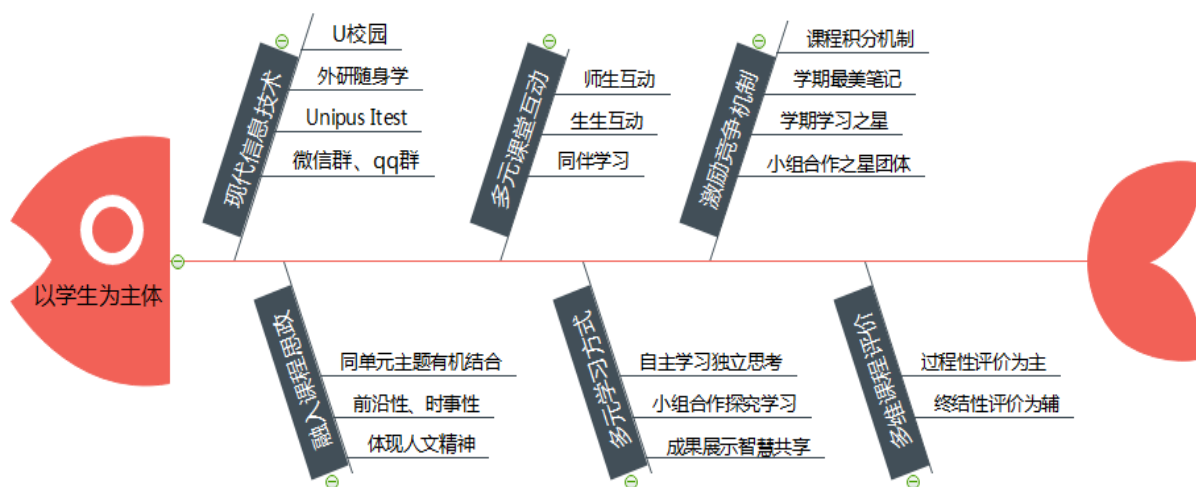 以学生为主体
现代信息技术
U校园
外研随身学
Unipus Itest
微信群、qq群
多元课堂互动
师生互动
生生互动
同伴学习
激励竞争机制
课程积分机制
学期最美笔记
学期学习之星
小组合作之星团体
融入课程思政
同单元主题有机结合
前沿性、时事性
体现人文精神
多元学习方式
自主学习独立思考
小组合作探究学习
成果展示智慧共享
多维课程评价
过程性评价为主
终结性评价为辅